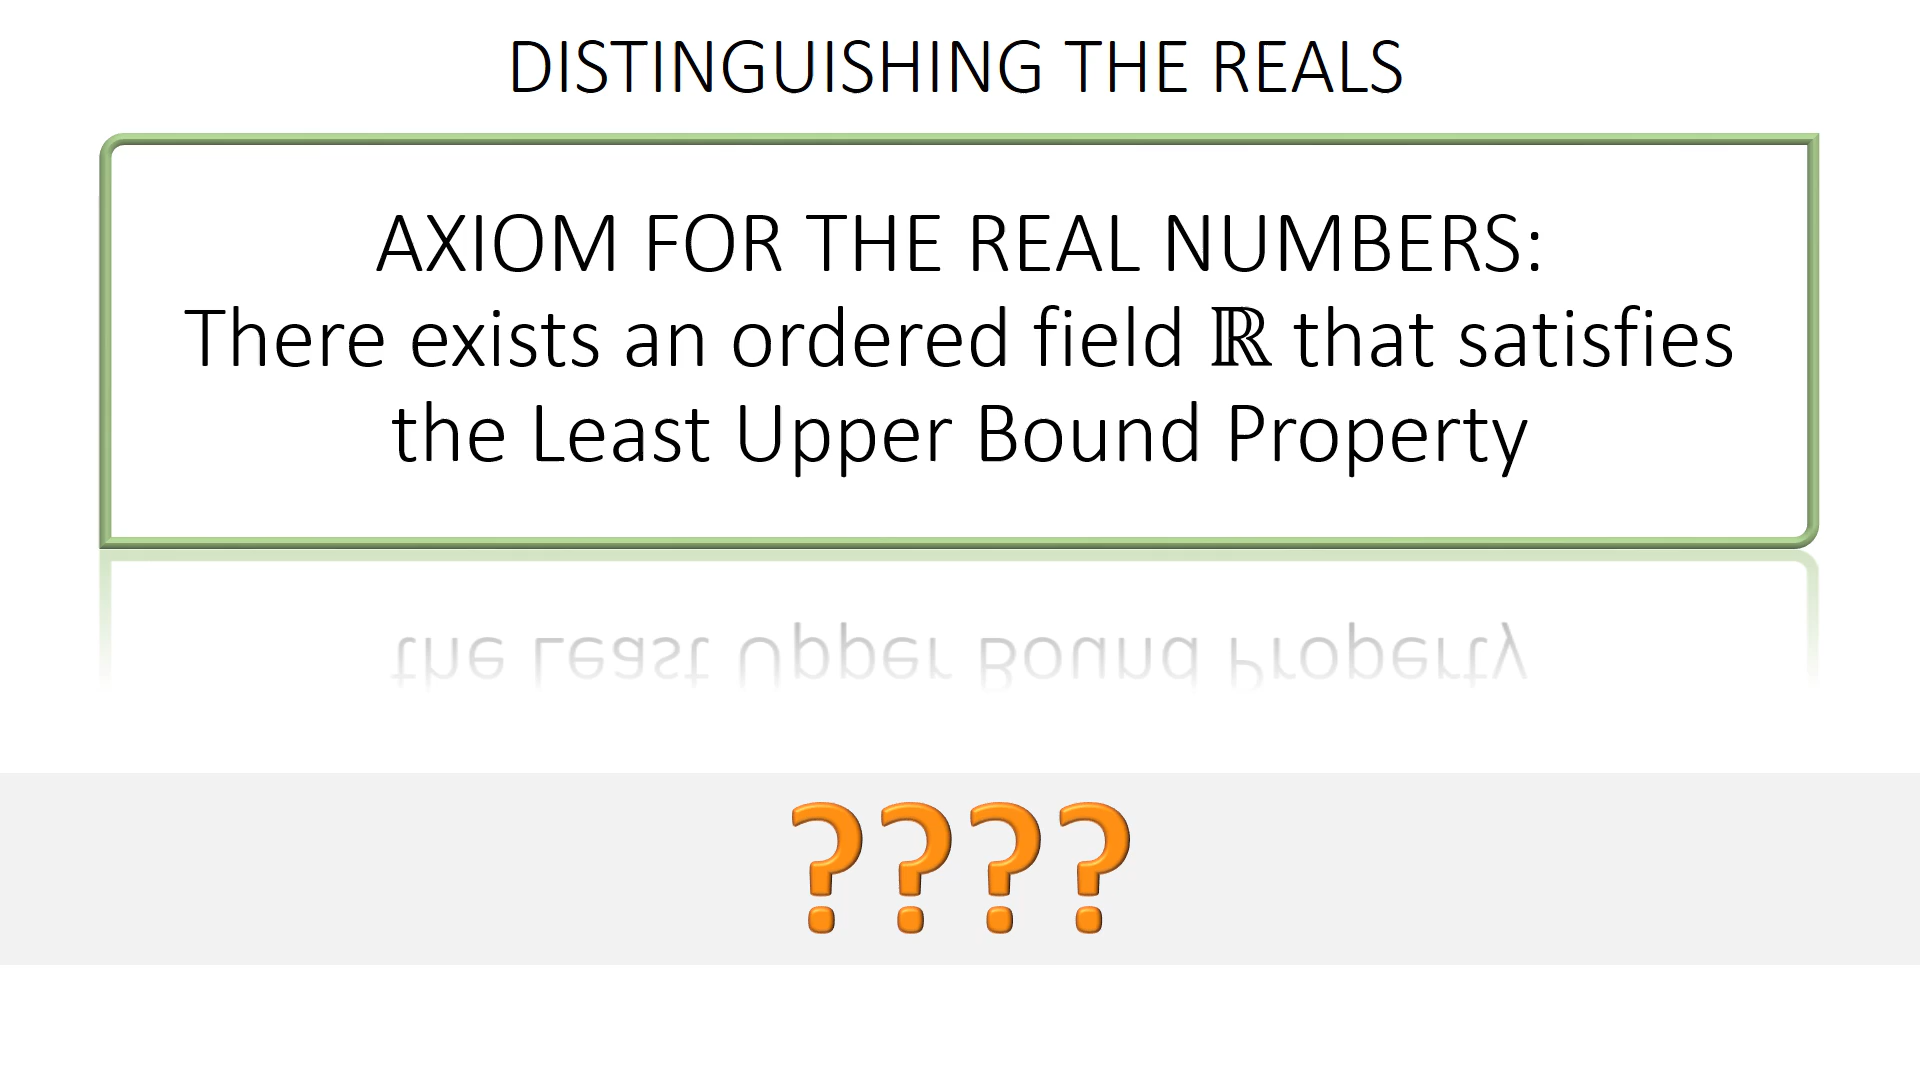 DISTINGUISHING THE REALS
AXIOM FOR THE REAL NUMBERS:
There exists an ordered field ℝ that satisfies
the Least Upper Bound Property
????